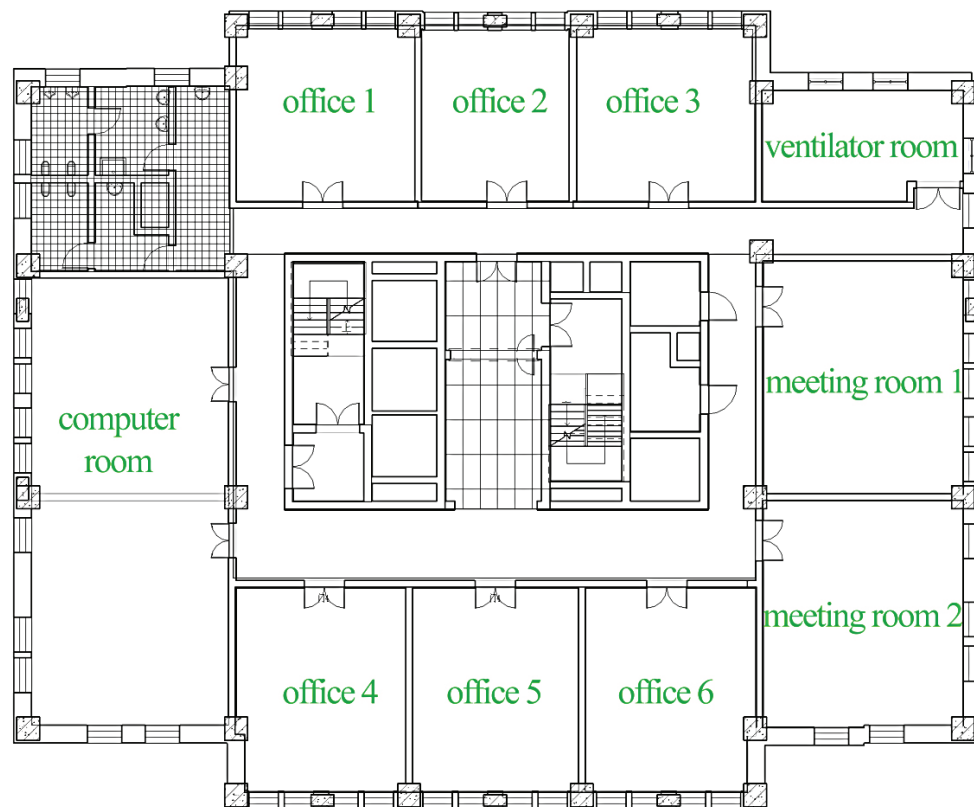 office 1
office 2
office 3
ventilator room
computer
room
meeting room 1
meeting room 2
office 4
office 5
office 6